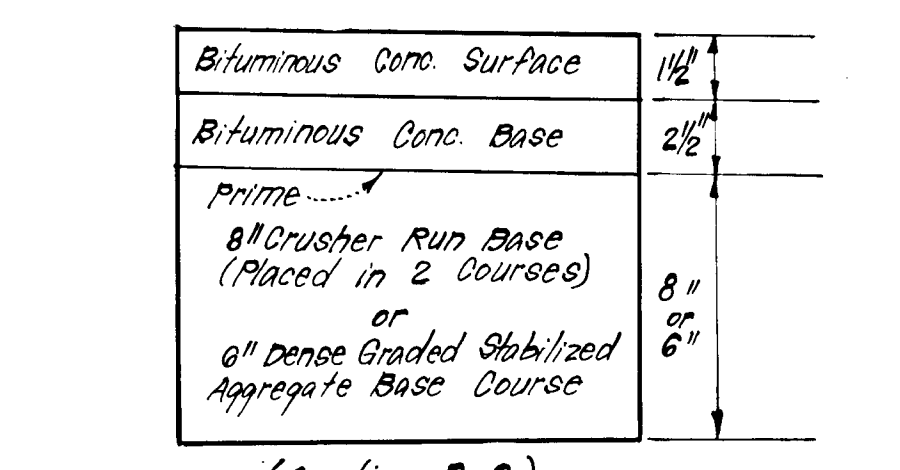 Bituminous Conc. Surface
1½"
Bituminous Conc. Base
2½"
Prime
8" Crusher Run Base
(Placed in 2 Courses)
or
6" Dense Graded Stabilized
Aggregate Base Course
8"
or
6"